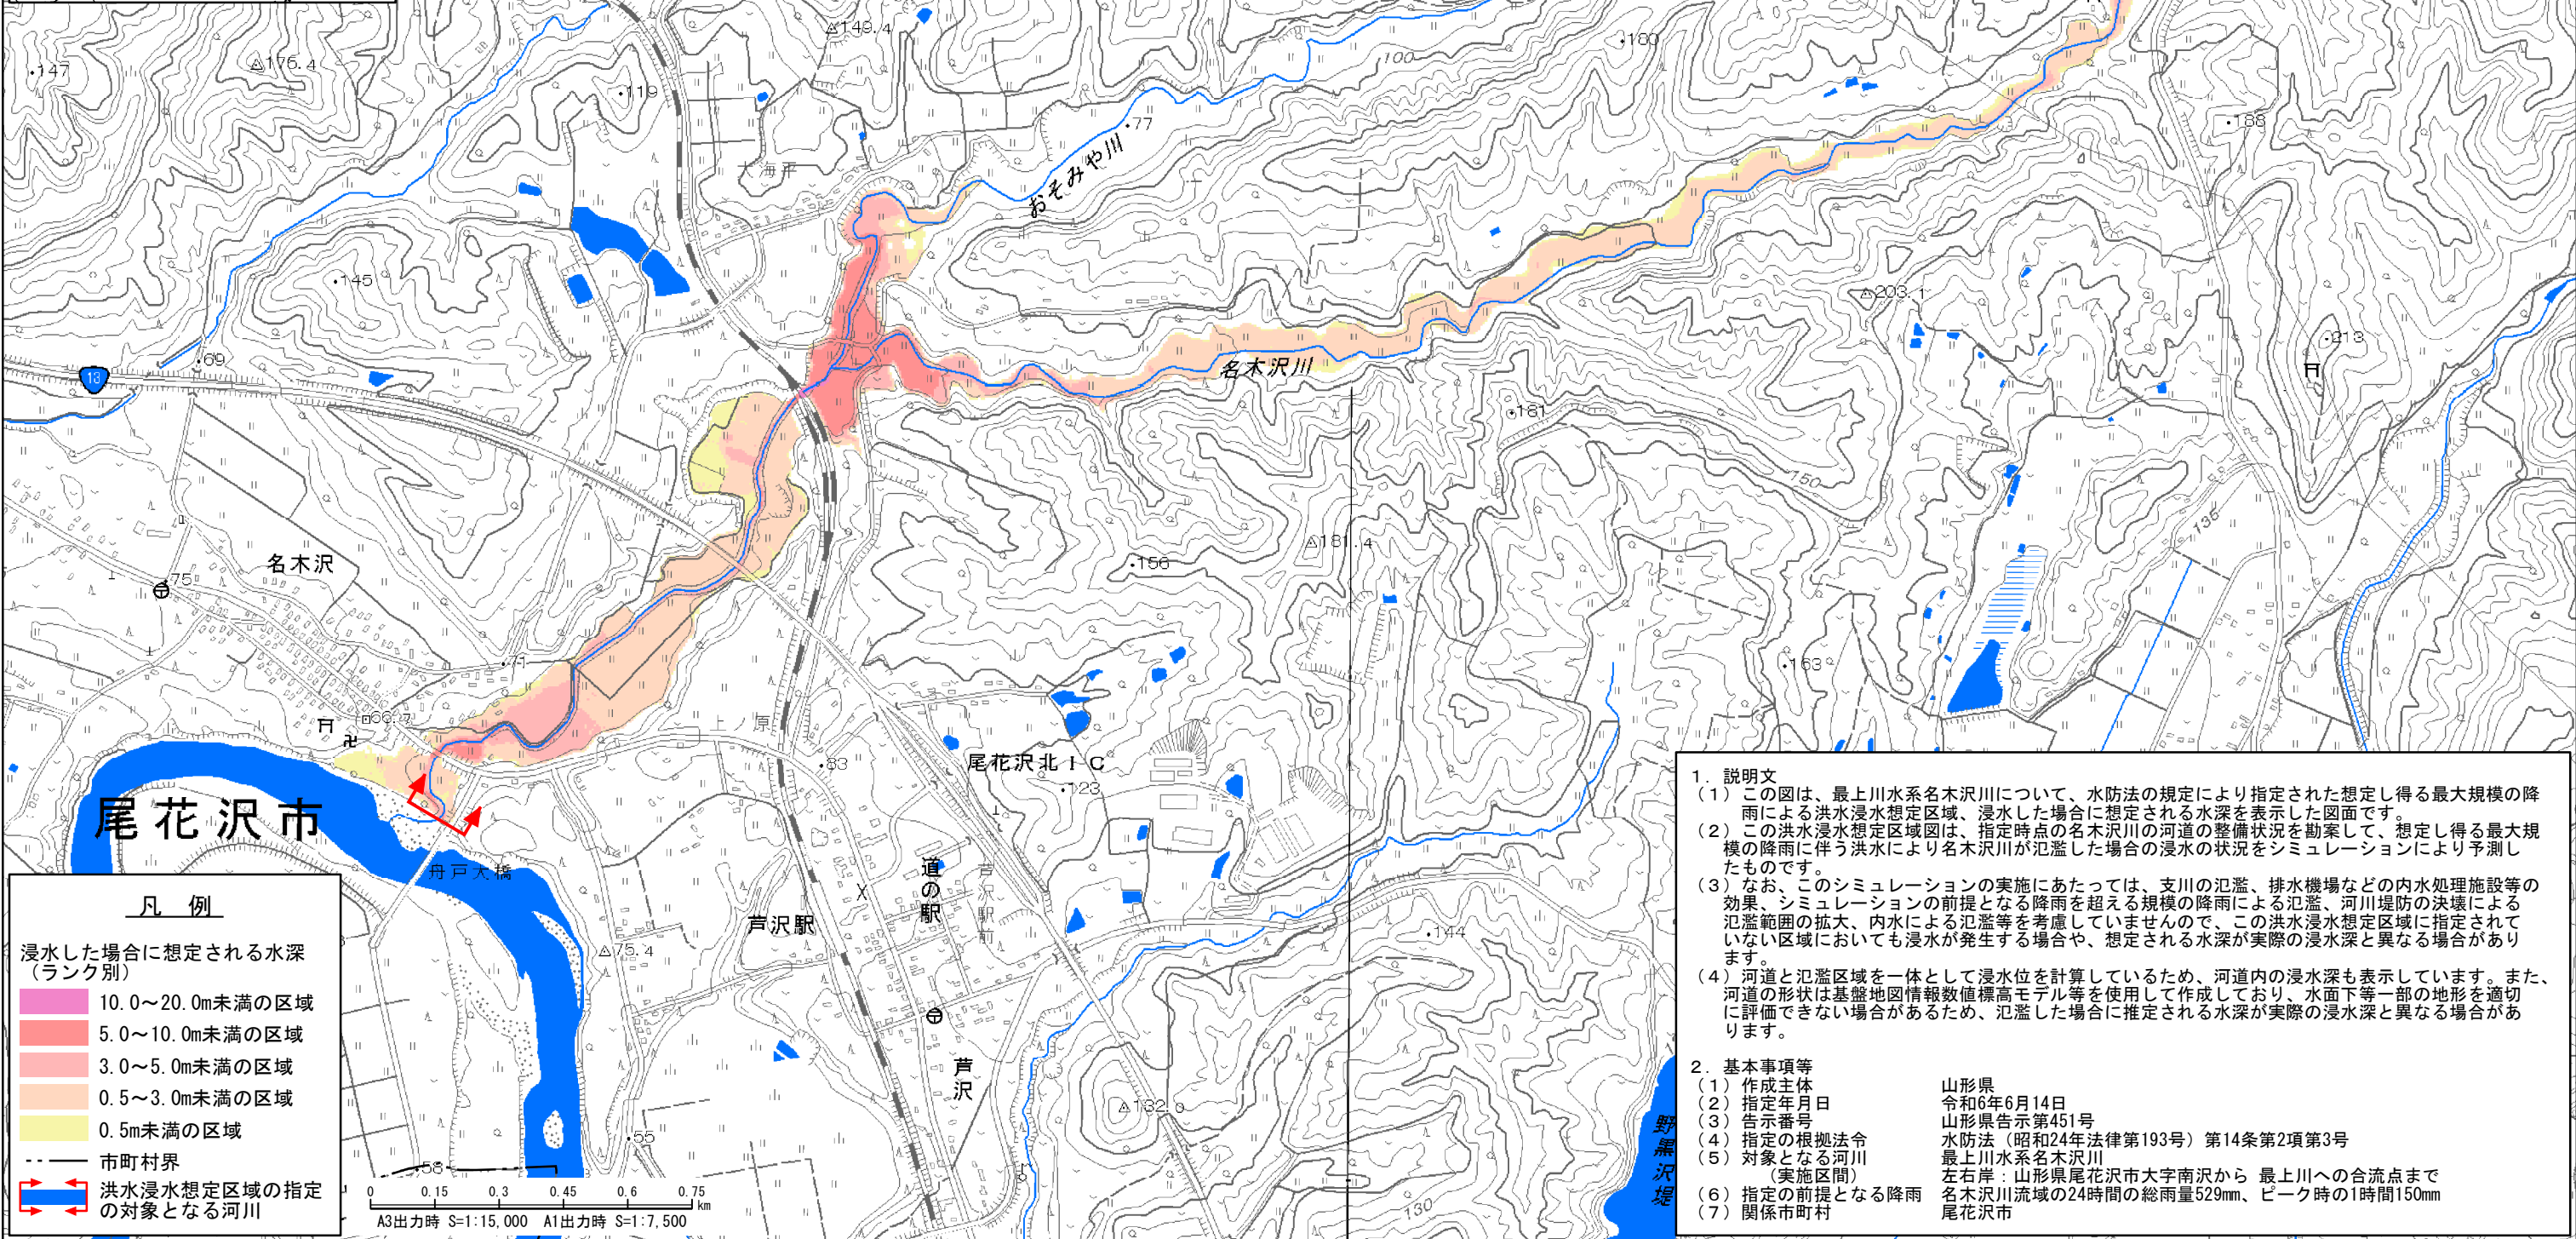 147
176.4
149.4
119
180
100
77
188
おそみや川
大海平
145
203.1
213
13
69
名木沢川
181
150
名木沢
75
156
181.4
135
71
163
66.7
上ノ原
83
尾花沢北IC
123
尾花沢市
舟戸大橋
道の駅
芦沢駅前
芦沢駅
75.4
144
芦沢
132.0
55
58
130
野黒沢堤
凡 例
浸水した場合に想定される水深
(ランク別)
10.0~20.0m未満の区域
5.0~10.0m未満の区域
3.0~5.0m未満の区域
0.5~3.0m未満の区域
0.5m未満の区域
市町村界
洪水浸水想定区域の指定
の対象となる河川
0 0.15 0.3 0.45 0.6 0.75
km
A3出力時 S=1:15,000 A1出力時 S=1:7,500
1. 説明文
(1) この図は、最上川水系名木沢川について、水防法の規定により指定された想定し得る最大規模の降
雨による洪水浸水想定区域、浸水した場合に想定される水深を表示した図面です。
(2) この洪水浸水想定区域図は、指定時点の名木沢川の河道の整備状況を勘案して、想定し得る最大規
模の降雨に伴う洪水により名木沢川が氾濫した場合の浸水の状況をシミュレーションにより予測し
たものです。
(3) なお、このシミュレーションの実施にあたっては、支川の氾濫、排水機場などの内水処理施設等の
効果、シミュレーションの前提となる降雨を超える規模の降雨による氾濫、河川堤防の決壊による
氾濫範囲の拡大、内水による氾濫等を考慮していませんので、この洪水浸水想定区域に指定されて
いない区域においても浸水が発生する場合や、想定される水深が実際の浸水深と異なる場合があり
ます。
(4) 河道と氾濫区域を一体として浸水位を計算しているため、河道内の浸水深も表示しています。また、
河道の形状は基盤地図情報数値標高モデル等を使用して作成しており、水面下等一部の地形を適切
に評価できない場合があるため、氾濫した場合に推定される水深が実際の浸水深と異なる場合があ
ります。
2. 基本事項等
(1) 作成主体 山形県
(2) 指定年月日 令和6年6月14日
(3) 告示番号 山形県告示第451号
(4) 指定の根拠法令 水防法(昭和24年法律第193号)第14条第2項第3号
(5) 対象となる河川 最上川水系名木沢川
(実施区間) 左右岸:山形県尾花沢市大字南沢から 最上川への合流点まで
(6) 指定の前提となる降雨 名木沢川流域の24時間の総雨量529mm、ピーク時の1時間150mm
(7) 関係市町村 尾花沢市